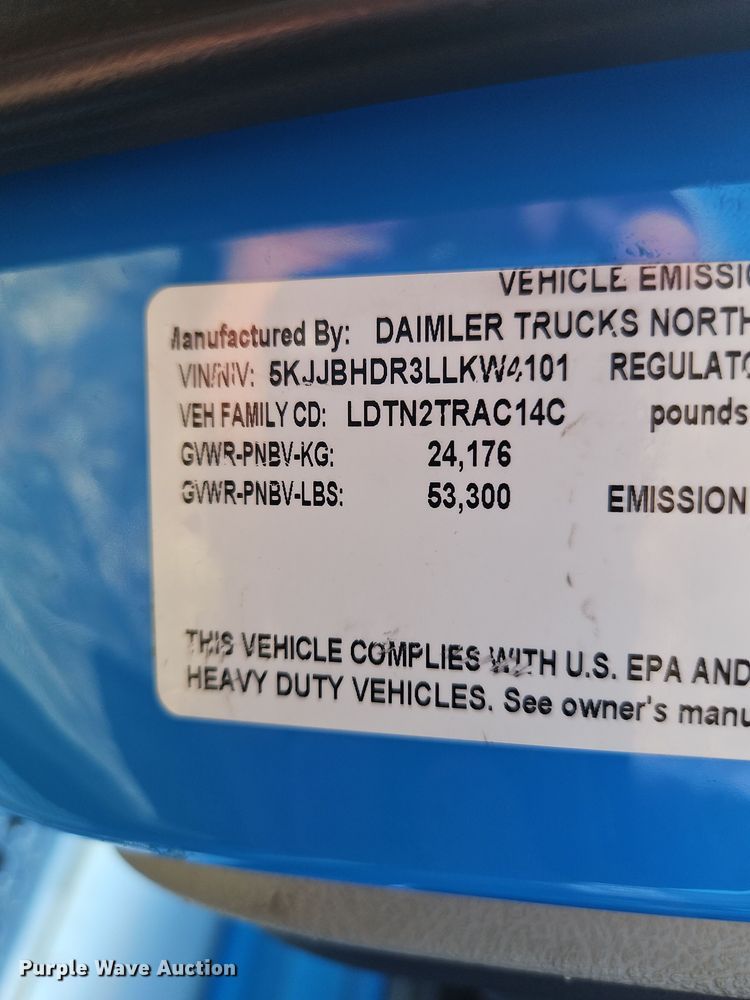 VEHICLE EMISSIO
Manufactured By: DAIMLER TRUCKS NORTH
VIN/NIV: 5KJJBHDR3LLKW4101 REGULATO
VEH FAMILY CD: LDTN2TRAC14C pounds
GVWR-PNBV-KG: 24,176
GVWR-PNBV-LBS: 53,300 EMISSION
THIS VEHICLE COMPLIES WITH U.S. EPA AND
HEAVY DUTY VEHICLES. See owner's manu
Purple Wave Auction